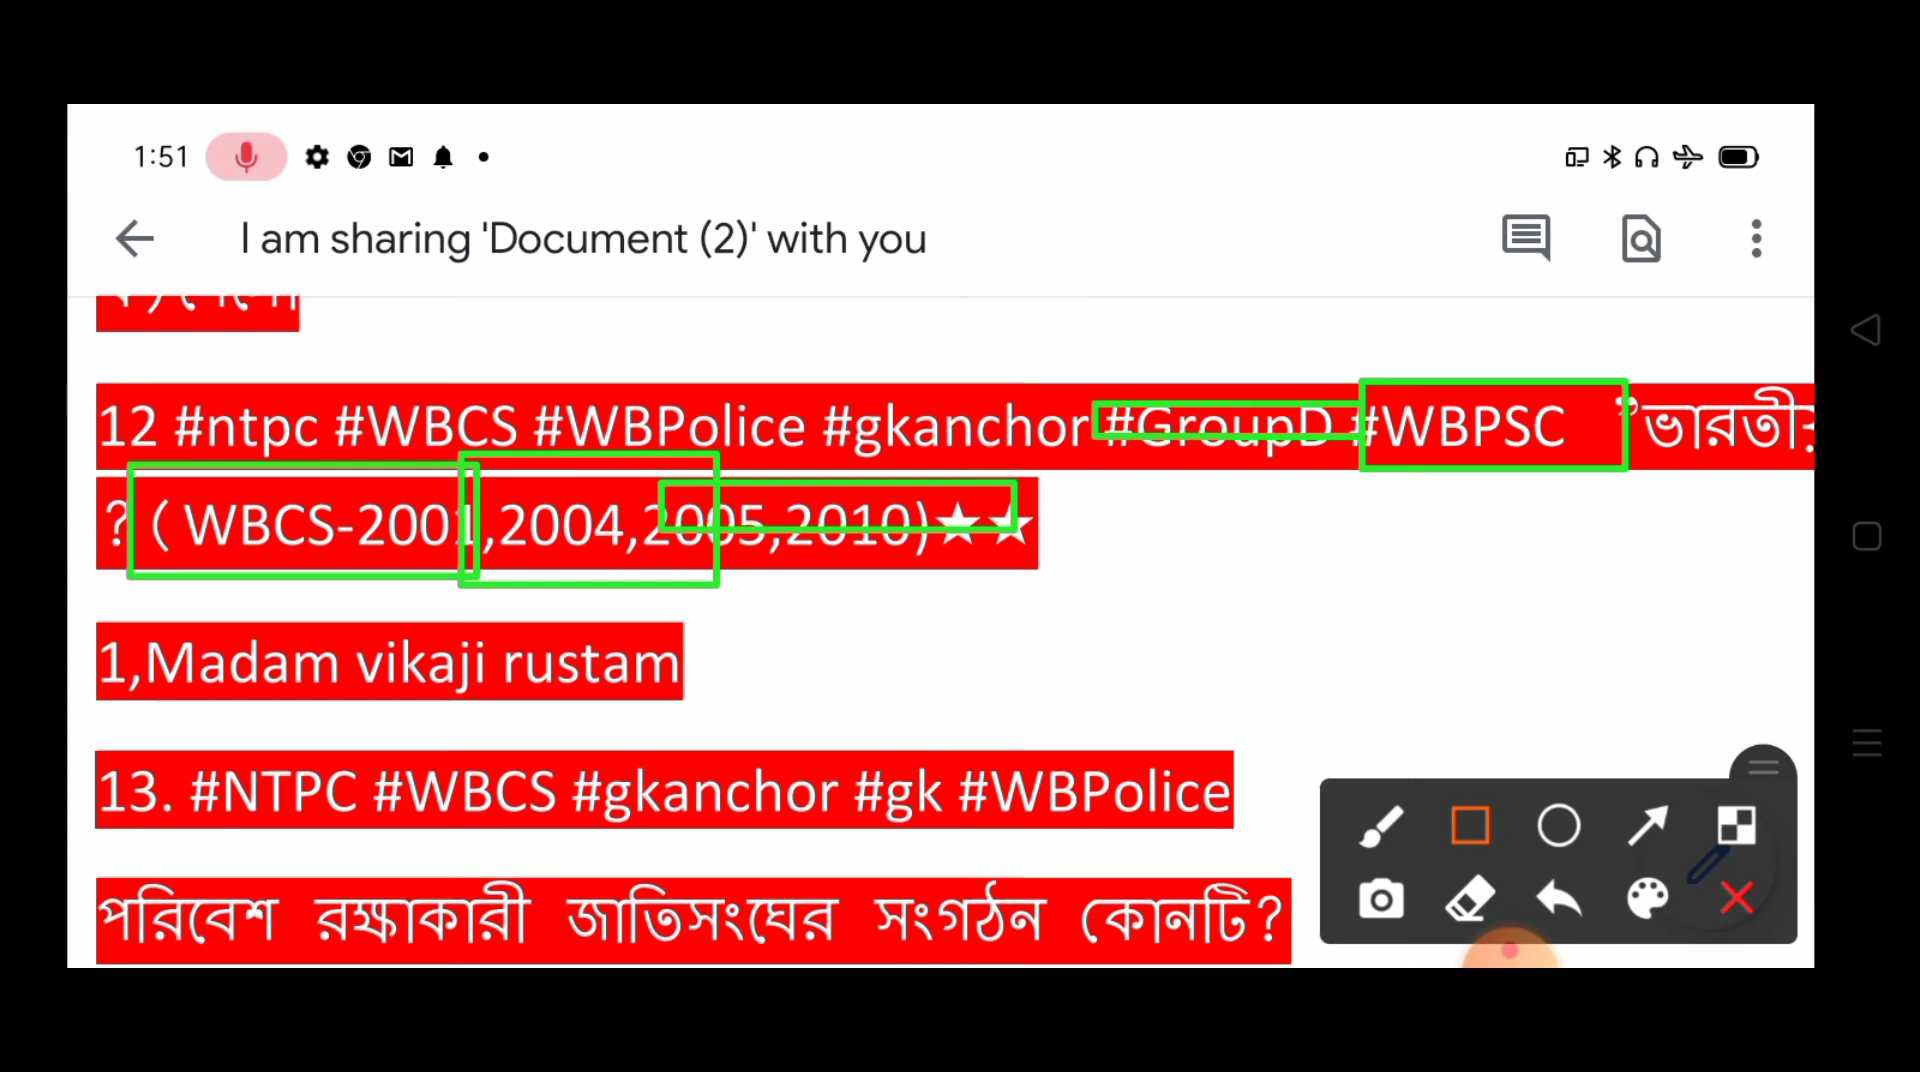 1:51
I am sharing 'Document (2)' with you
12 #ntpc #WBCS #WBPolice #gkanchor #GroupD #WBPSC
? ( WBCS-2001,2004,2005,2010)★★
1,Madam vikaji rustam
13. #NTPC #WBCS #gkanchor #gk #WBPolice
পরিবেশ রক্ষাকারী জাতিসংঘের সংগঠন কোনটি?